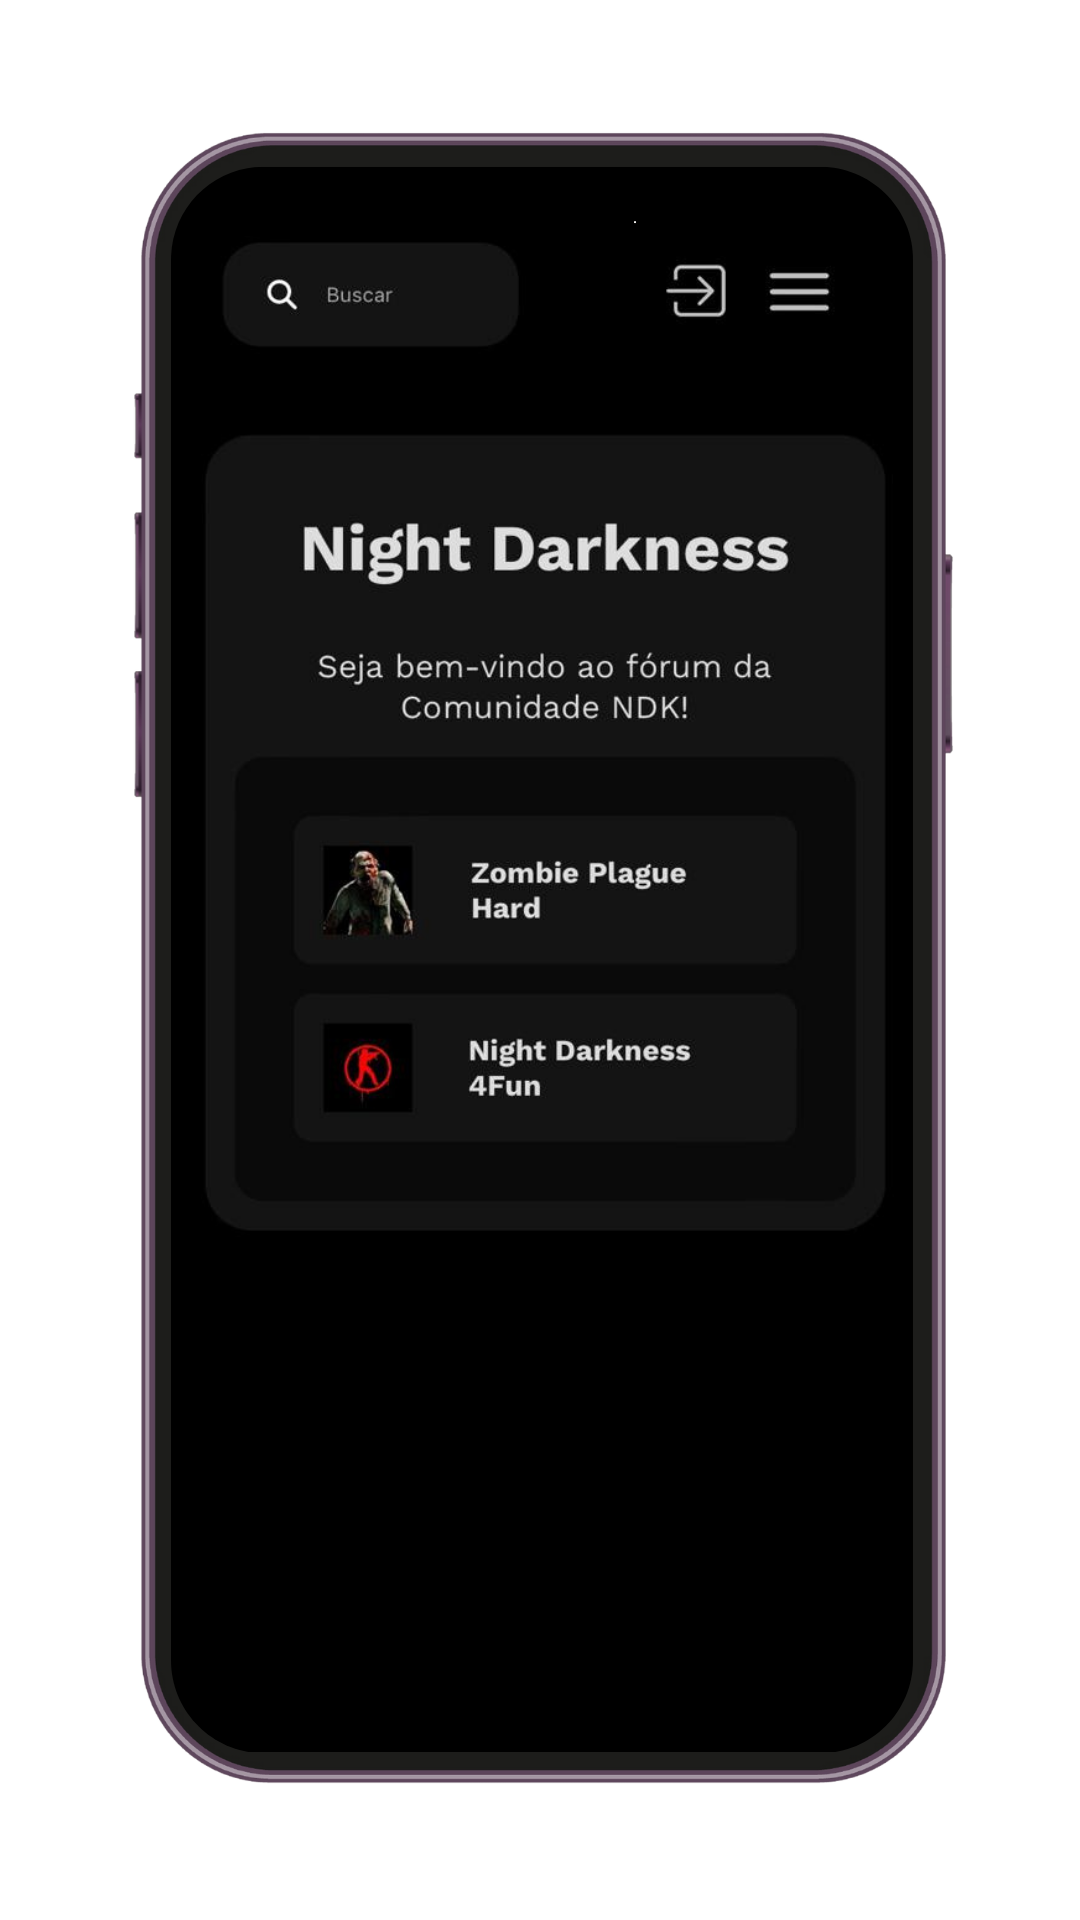 Buscar
Night Darkness
Seja bem-vindo ao fórum da
Comunidade NDK!
Zombie Plague
Hard
Night Darkness
4Fun